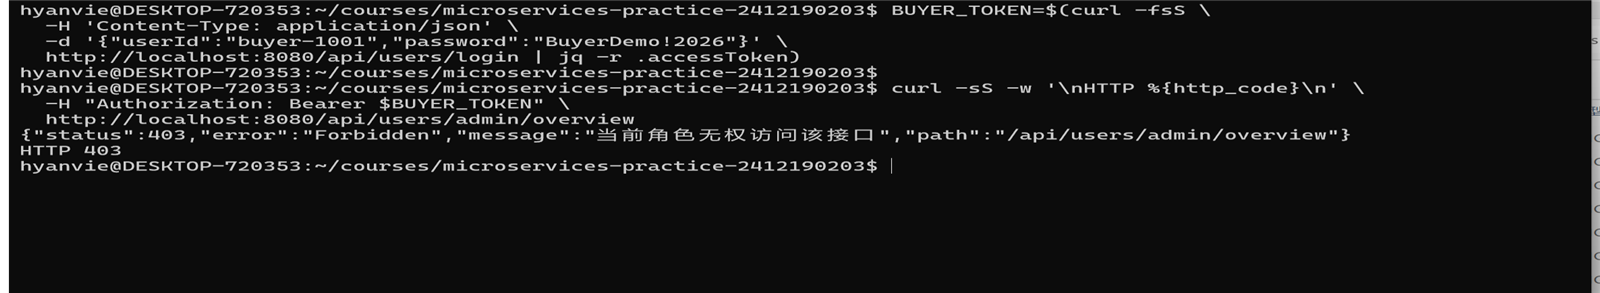 hyanvie@DESKTOP-720353:~/courses/microservices-practice-2412190203$ BUYER_TOKEN=$(curl -fsS \
  -H 'Content-Type: application/json' \
  -d '{"userId":"buyer-1001","password":"BuyerDemo!2026"}' \
  http://localhost:8080/api/users/login | jq -r .accessToken)
hyanvie@DESKTOP-720353:~/courses/microservices-practice-2412190203$
hyanvie@DESKTOP-720353:~/courses/microservices-practice-2412190203$ curl -sS -w '\nHTTP %{http_code}\n' \
  -H "Authorization: Bearer $BUYER_TOKEN" \
  http://localhost:8080/api/users/admin/overview
{"status":403,"error":"Forbidden","message":"当前角色无权访问该接口","path":"/api/users/admin/overview"}
HTTP 403
hyanvie@DESKTOP-720353:~/courses/microservices-practice-2412190203$